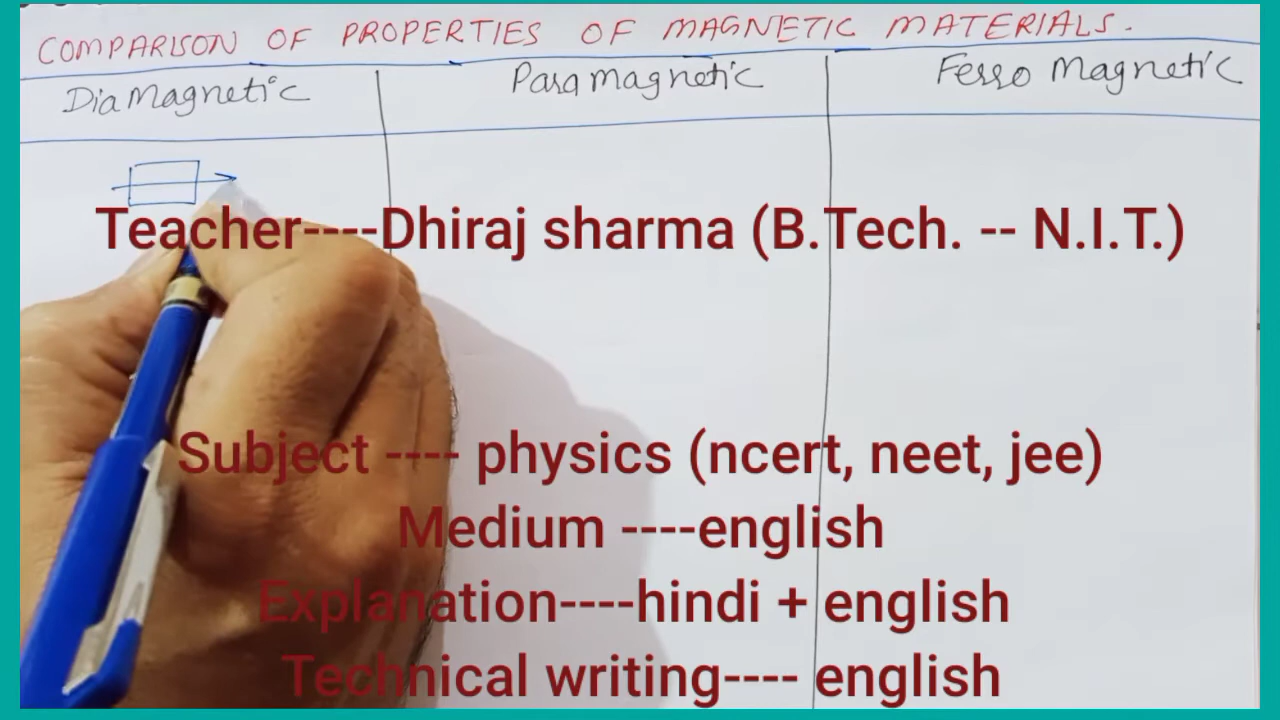 COMPARISON OF PROPERTIES OF MAGNETIC MATERIALS.
DiaMagnetic Paramagnetic Ferro Magnetic
Teacher----Dhiraj sharma (B.Tech. -- N.I.T.)
Subject ---- physics (ncert, neet, jee)
Medium ----english
Explanation----hindi + english
Technical writing---- english